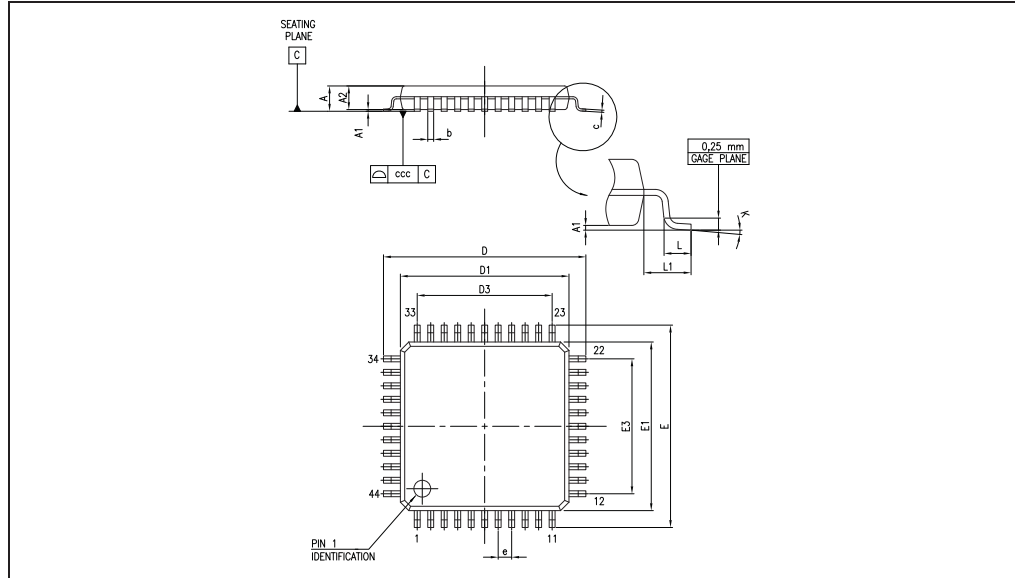 SEATING
PLANE
C
A
A2
A1
b
c
ccc
C
0,25 mm
GAGE PLANE
K
A1
L
L1
D
D1
D3
33
23
34
22
E3
E1
E
44
12
PIN 1
IDENTIFICATION
1
11
e